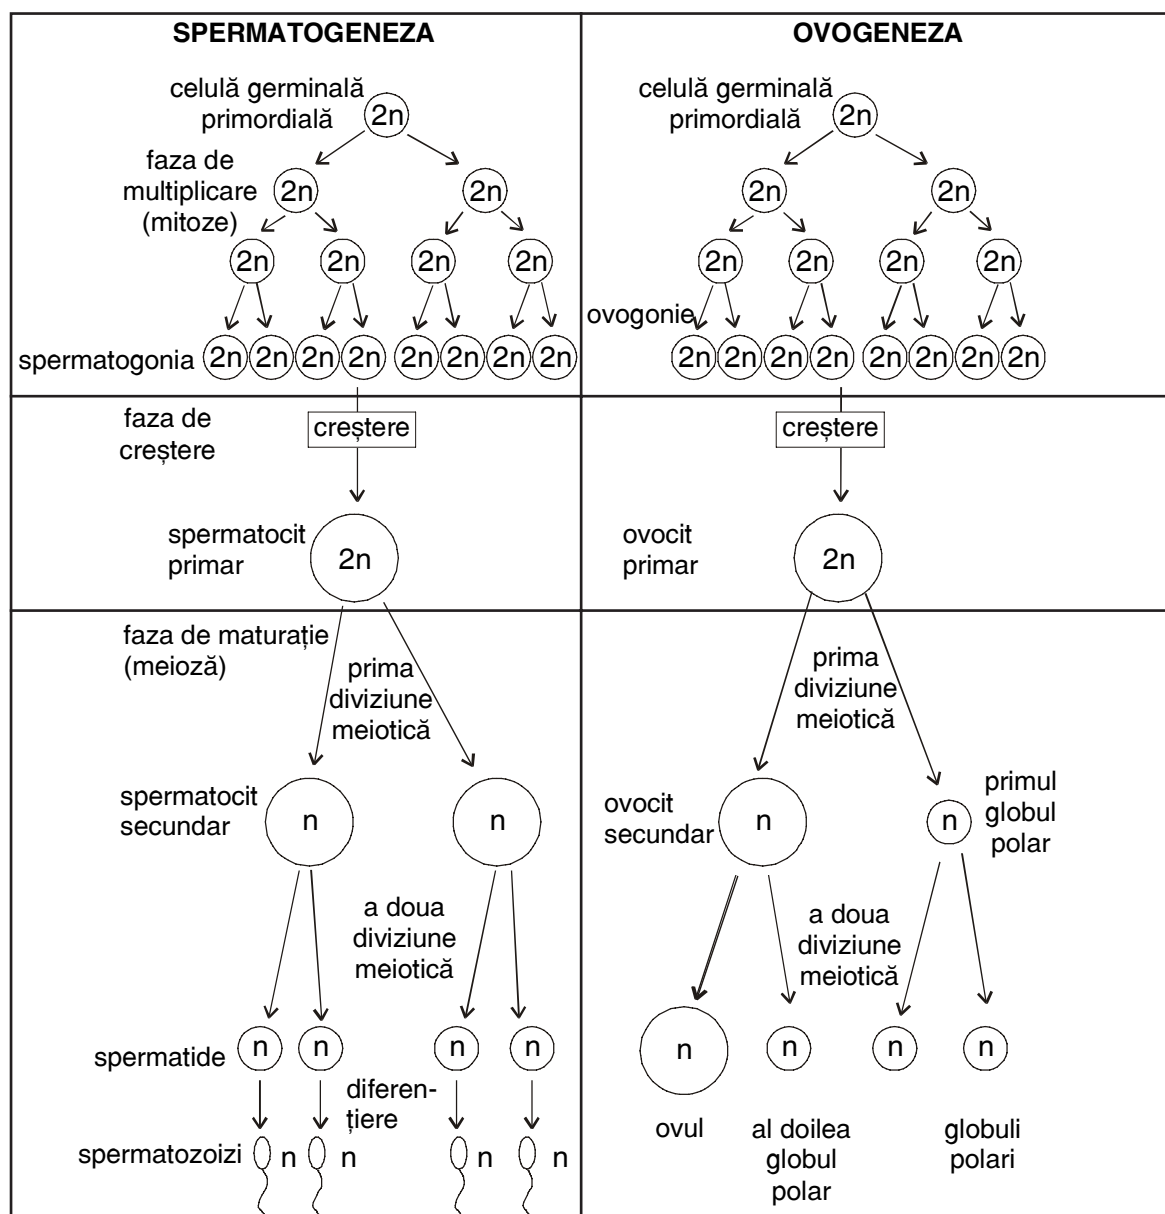 SPERMATOGENEZA
celulă germinală
primordială
2n
faza de
multiplicare
(mitoze)
2n 2n
2n 2n 2n 2n
spermatogonia 2n 2n 2n 2n 2n 2n 2n 2n
faza de
creștere
creștere
spermatocit
primar
2n
faza de maturație
(meioză)
prima
diviziune
meiotică
spermatocit
secundar
n n
a doua
diviziune
meiotică
spermatide n n n n
diferen-
țiere
spermatozoizi n n n n
OVOGENEZA
celulă germinală
primordială
2n
2n 2n
2n 2n 2n 2n
ovogonie
2n 2n 2n 2n 2n 2n 2n 2n
creștere
ovocit
primar
2n
prima
diviziune
meiotică
ovocit
secundar
n n
primul
globul
polar
a doua
diviziune
meiotică
n n n n
ovul
al doilea
globul
polar
globuli
polari